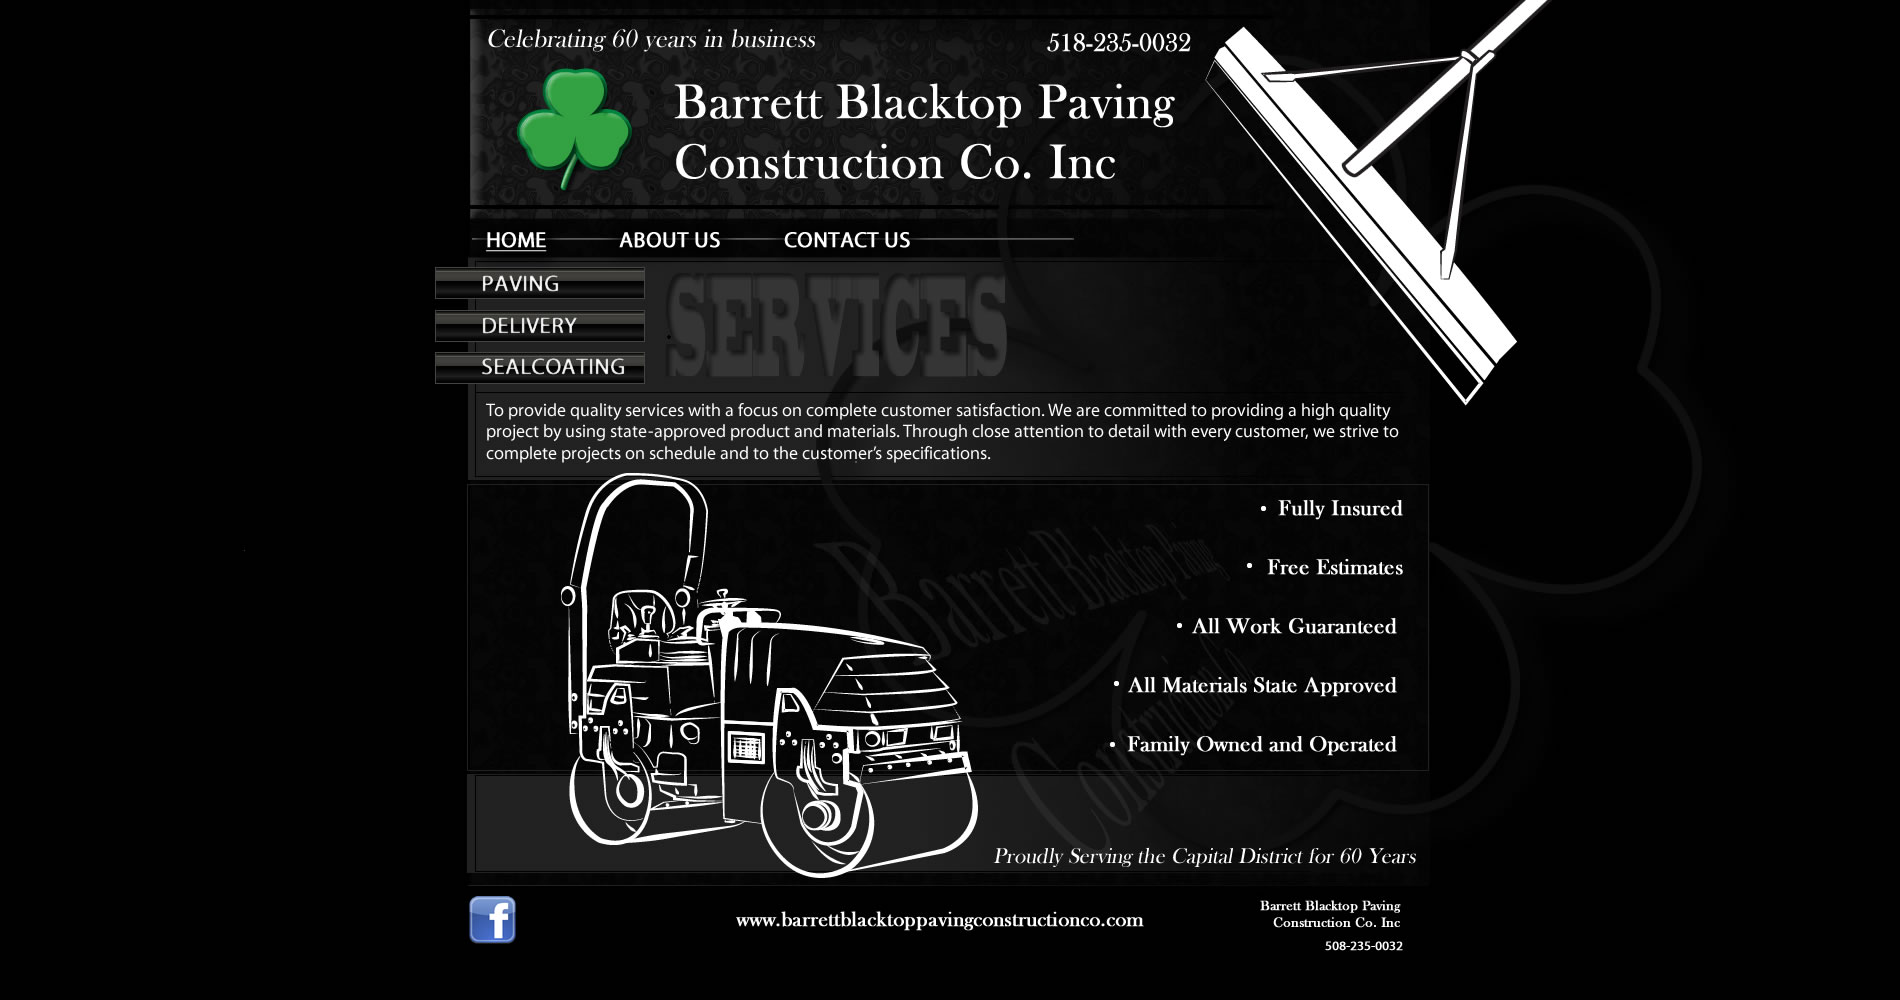 Celebrating 60 years in business
518-235-0032
Barrett Blacktop Paving
Construction Co. Inc
HOME
ABOUT US
CONTACT US
PAVING
DELIVERY
SEALCOATING
SERVICES
To provide quality services with a focus on complete customer satisfaction. We are committed to providing a high quality
project by using state-approved product and materials. Through close attention to detail with every customer, we strive to
complete projects on schedule and to the customer's specifications.
• Fully Insured
• Free Estimates
• All Work Guaranteed
• All Materials State Approved
• Family Owned and Operated
Barrett Blacktop Paving
Construction Co.
Proudly Serving the Capital District for 60 Years
f
www.barrettblacktoppavingconstructionco.com
Barrett Blacktop Paving
Construction Co. Inc
508-235-0032